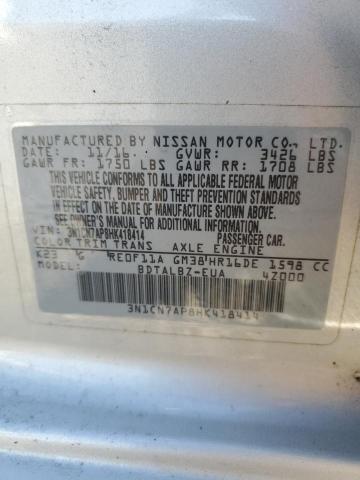 MANUFACTURED BY NISSAN MOTOR CO., LTD.
DATE: 11/16 GVWR: 3426 LBS
GAWR FR: 1750 LBS GAWR RR: 1708 LBS
THIS VEHICLE CONFORMS TO ALL APPLICABLE FEDERAL MOTOR
VEHICLE SAFETY, BUMPER, AND THEFT PREVENTION STANDARDS
IN EFFECT ON THE DATE OF MANUFACTURE SHOWN ABOVE.
SEE OWNER'S MANUAL FOR ADDITIONAL INFORMATION.
VIN: 3N1CN7AP8HK418414 PASSENGER CAR.
COLOR TRIM TRANS AXLE ENGINE
K23 G RE0F11A GM38 HR16DE 1598 CC
BDTALBZ-EUA 4Z000
3N1CN7AP8HK418414